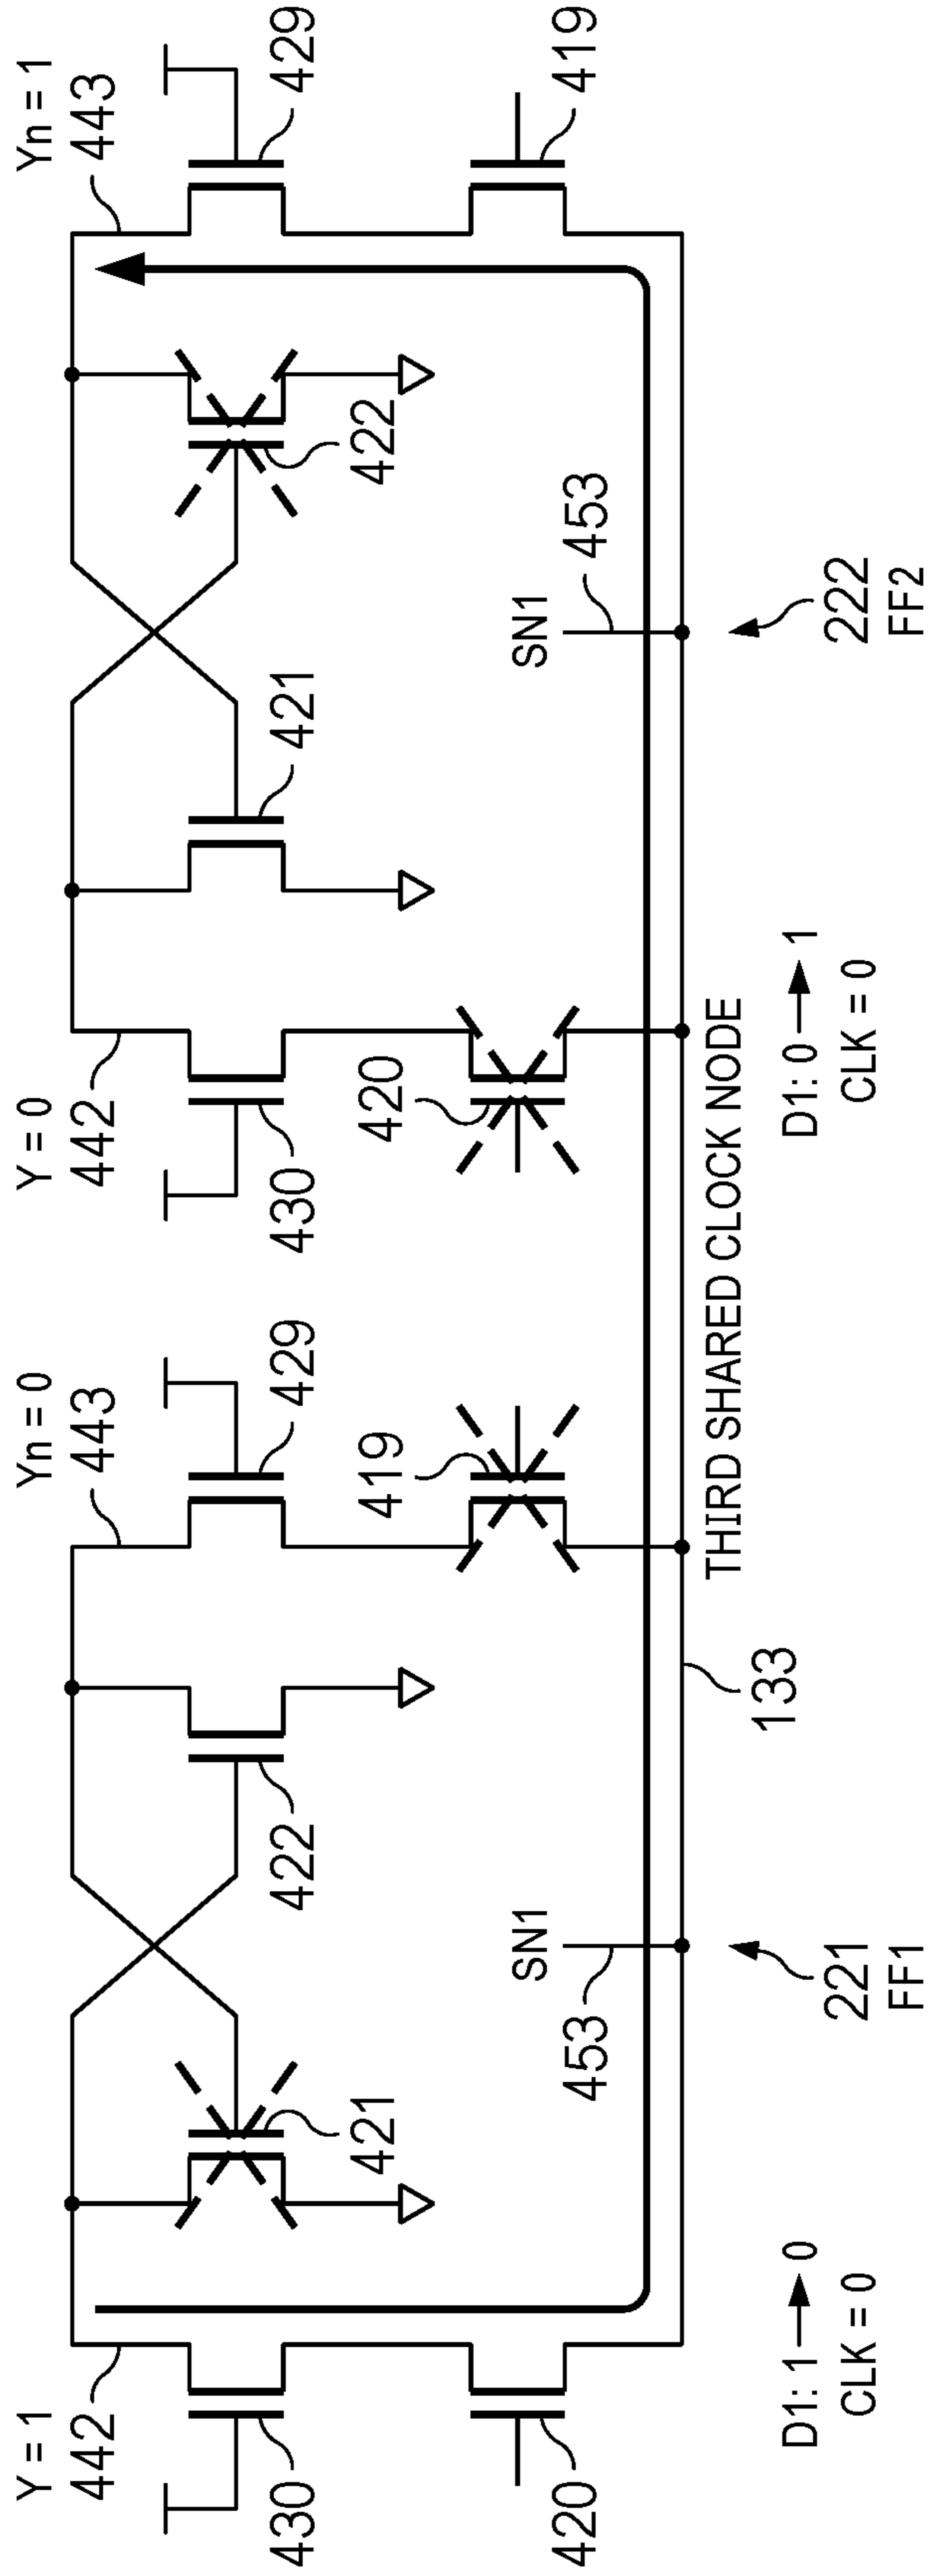 Y = 1
442
Yn = 0
443
Y = 0
442
Yn = 1
443
430
421
422
429
430
421
422
429
420
453
SN1
419
420
SN1
453
419
133
THIRD SHARED CLOCK NODE
D1: 1 → 0
CLK = 0
221
FF1
D1: 0 → 1
CLK = 0
222
FF2